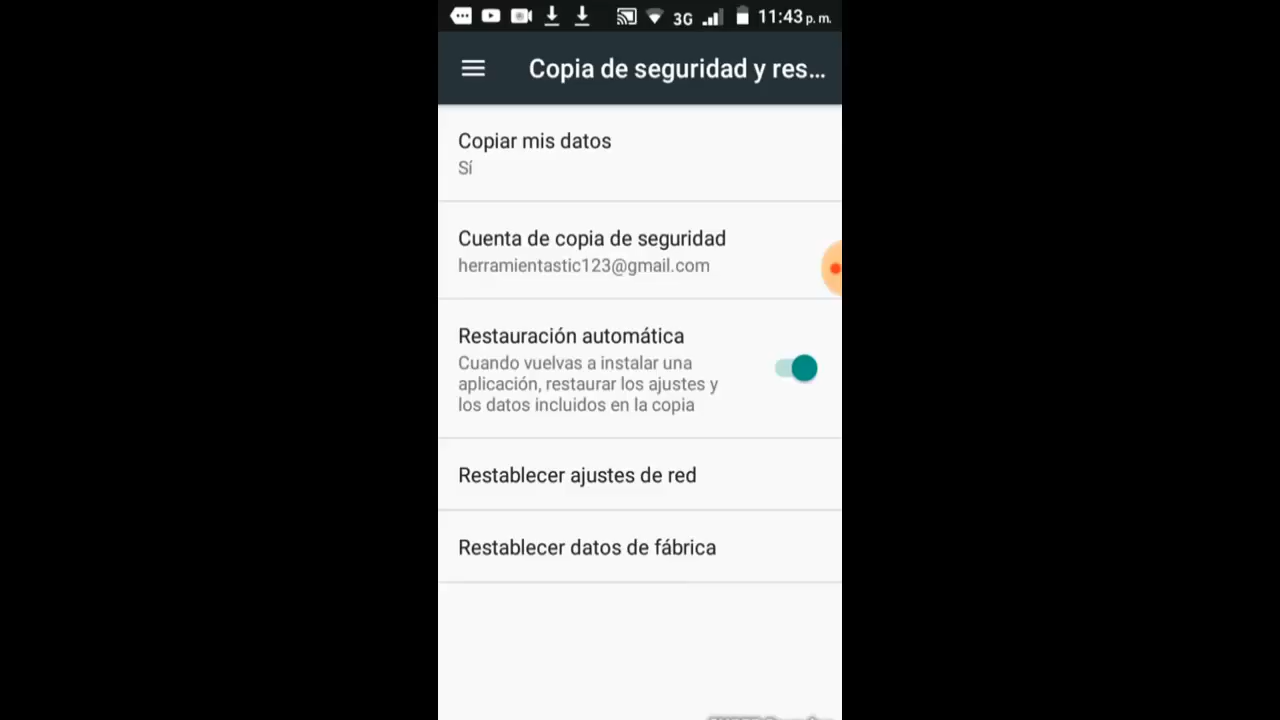 3G 11:43 p. m.
Copia de seguridad y res...
Copiar mis datos
Sí
Cuenta de copia de seguridad
herramientastic123@gmail.com
Restauración automática
Cuando vuelvas a instalar una
aplicación, restaurar los ajustes y
los datos incluidos en la copia
Restablecer ajustes de red
Restablecer datos de fábrica